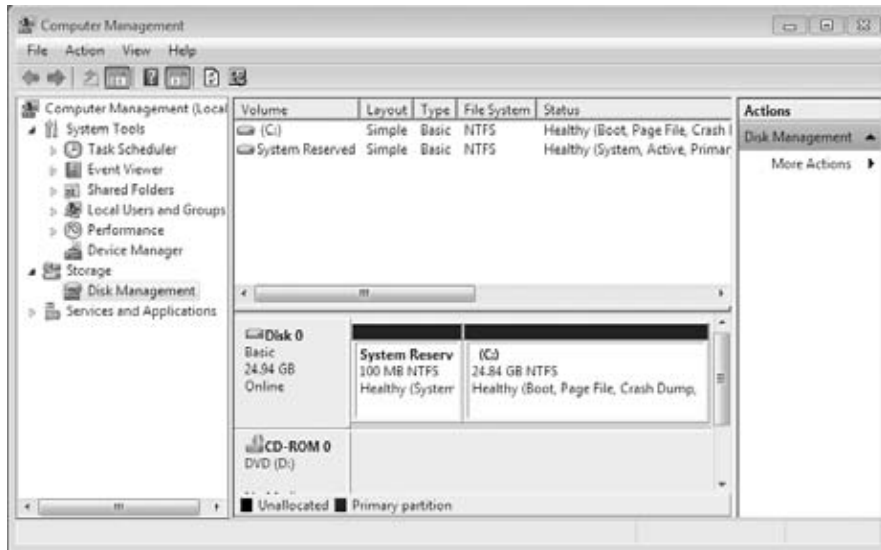 Computer Management
File Action View Help
Computer Management (Local
System Tools
Task Scheduler
Event Viewer
Shared Folders
Local Users and Groups
Performance
Device Manager
Storage
Disk Management
Services and Applications
Volume Layout Type File System Status
(C:) Simple Basic NTFS Healthy (Boot, Page File, Crash
System Reserved Simple Basic NTFS Healthy (System, Active, Primar
Disk 0
Basic
24.94 GB
Online
System Reserv
100 MB NTFS
Healthy (System
(C:)
24.84 GB NTFS
Healthy (Boot, Page File, Crash Dump,
CD-ROM 0
DVD (D:)
Unallocated Primary partition
Actions
Disk Management
More Actions